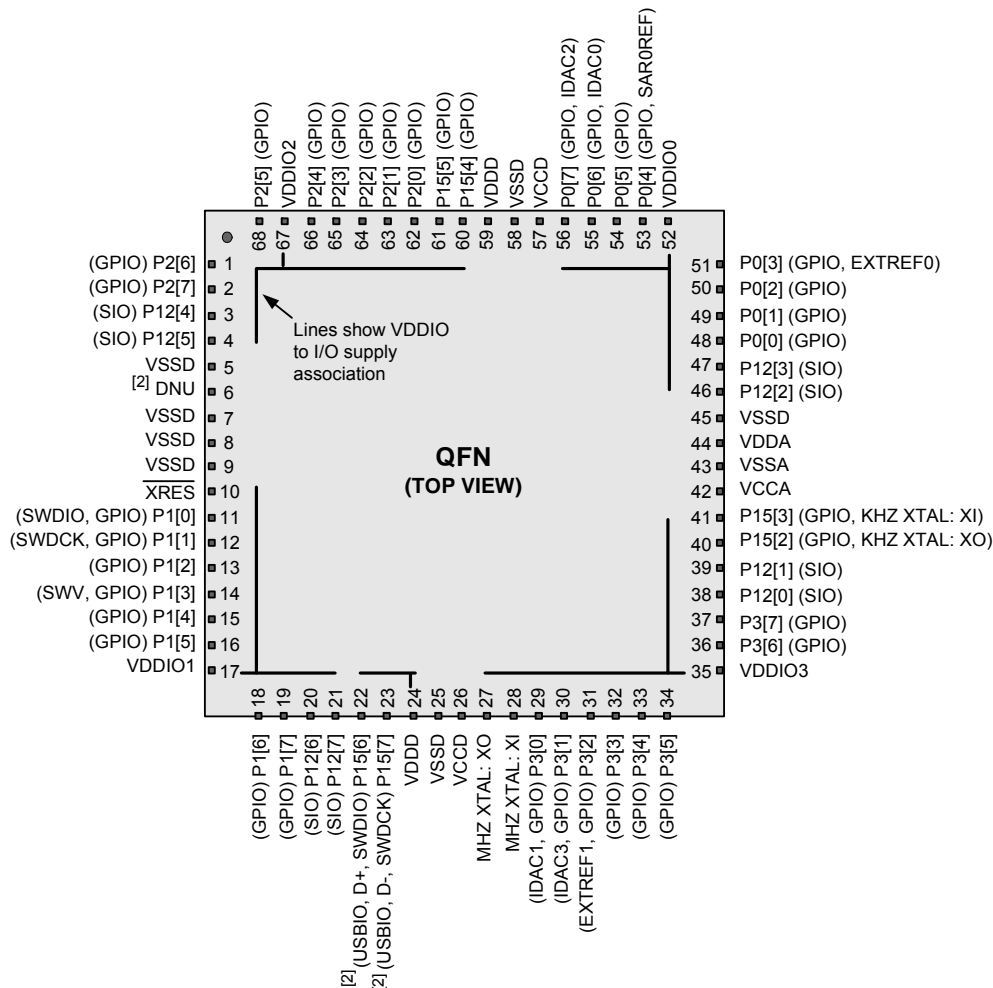 P2[5] (GPIO)
VDDIO2
P2[4] (GPIO)
P2[3] (GPIO)
P2[2] (GPIO)
P2[1] (GPIO)
P2[0] (GPIO)
P15[5] (GPIO)
P15[4] (GPIO)
VDDD
VSSD
VCCD
P0[7] (GPIO, IDAC2)
P0[6] (GPIO, IDAC0)
P0[5] (GPIO)
P0[4] (GPIO, SAR0REF)
VDDIO0
68
67
66
65
64
63
62
61
60
59
58
57
56
55
54
53
52
(GPIO) P2[6] 1
(GPIO) P2[7] 2
(SIO) P12[4] 3
(SIO) P12[5] 4
VSSD 5
[2] DNU 6
VSSD 7
VSSD 8
VSSD 9
XRES 10
(SWDIO, GPIO) P1[0] 11
(SWDCK, GPIO) P1[1] 12
(GPIO) P1[2] 13
(SWV, GPIO) P1[3] 14
(GPIO) P1[4] 15
(GPIO) P1[5] 16
VDDIO1 17
Lines show VDDIO
to I/O supply
association
QFN
(TOP VIEW)
51 P0[3] (GPIO, EXTREF0)
50 P0[2] (GPIO)
49 P0[1] (GPIO)
48 P0[0] (GPIO)
47 P12[3] (SIO)
46 P12[2] (SIO)
45 VSSD
44 VDDA
43 VSSA
42 VCCA
41 P15[3] (GPIO, KHZ XTAL: XI)
40 P15[2] (GPIO, KHZ XTAL: XO)
39 P12[1] (SIO)
38 P12[0] (SIO)
37 P3[7] (GPIO)
36 P3[6] (GPIO)
35 VDDIO3
18
19
20
21
22
23
24
25
26
27
28
29
30
31
32
33
34
(GPIO) P1[6]
(GPIO) P1[7]
(SIO) P12[6]
(SIO) P12[7]
[2] (USBIO, D+, SWDIO) P15[6]
[2] (USBIO, D-, SWDCK) P15[7]
VDDD
VSSD
VCCD
MHZ XTAL: XO
MHZ XTAL: XI
(IDAC1, GPIO) P3[0]
(IDAC3, GPIO) P3[1]
(EXTREF1, GPIO) P3[2]
(GPIO) P3[3]
(GPIO) P3[4]
(GPIO) P3[5]